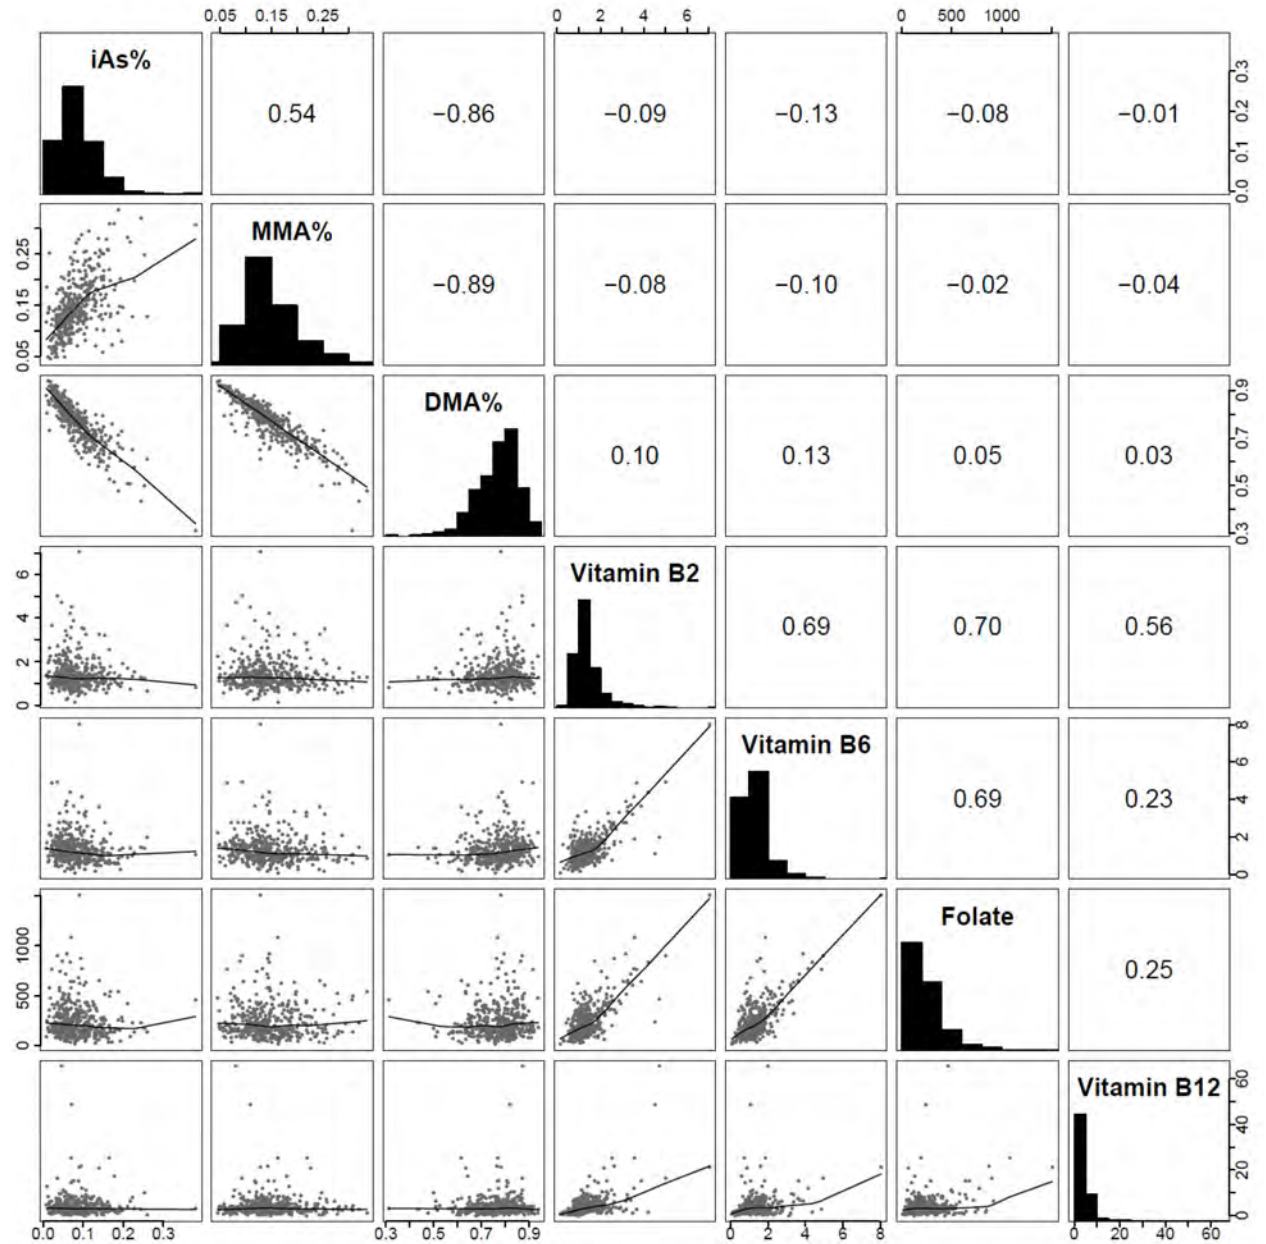 0.05 0.15 0.25 0 2 4 6 0 500 1000
iAs% 0.54 −0.86 −0.09 −0.13 −0.08 −0.01
0.0 0.1 0.2 0.3
0.05 0.15 0.25
MMA% −0.89 −0.08 −0.10 −0.02 −0.04
DMA% 0.10 0.13 0.05 0.03
0.3 0.5 0.7 0.9
0 2 4 6
Vitamin B2 0.69 0.70 0.56
Vitamin B6 0.69 0.23
0 2 4 6 8
0 500 1000
Folate 0.25
Vitamin B12
0 20 40 60
0.0 0.1 0.2 0.3 0.3 0.5 0.7 0.9 0 2 4 6 8 0 20 40 60